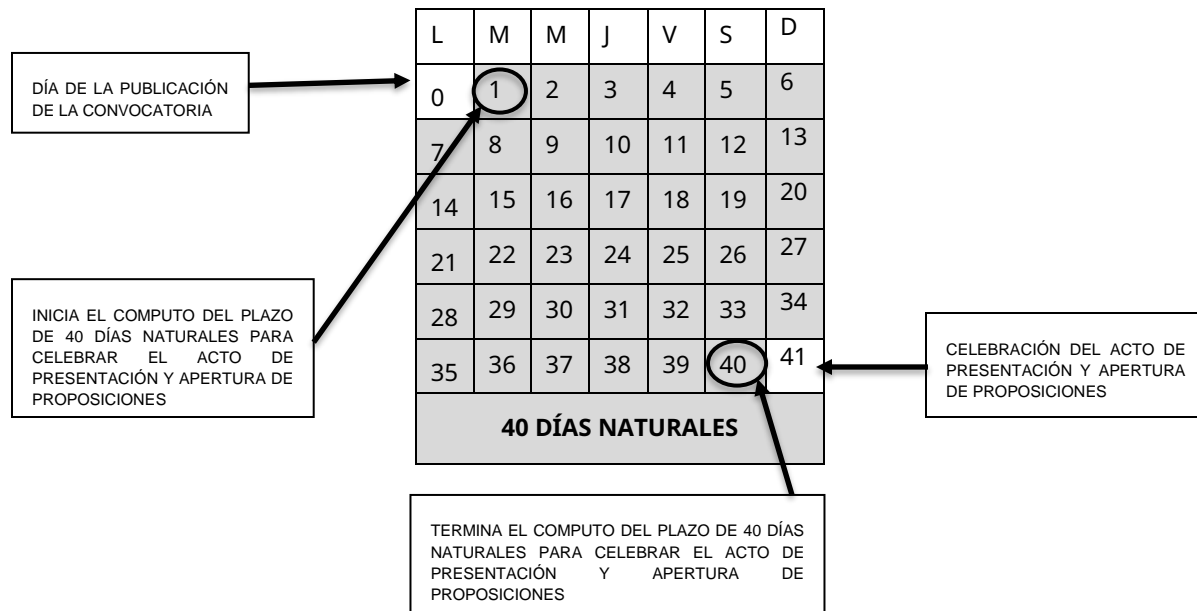 L M M J V S D
DÍA DE LA PUBLICACIÓN
DE LA CONVOCATORIA
0 1 2 3 4 5 6
7 8 9 10 11 12 13
14 15 16 17 18 19 20
21 22 23 24 25 26 27
INICIA EL COMPUTO DEL PLAZO
DE 40 DÍAS NATURALES PARA
CELEBRAR EL ACTO DE
PRESENTACIÓN Y APERTURA DE
PROPOSICIONES
28 29 30 31 32 33 34
35 36 37 38 39 40 41
CELEBRACIÓN DEL ACTO DE
PRESENTACIÓN Y APERTURA
DE PROPOSICIONES
40 DÍAS NATURALES
TERMINA EL COMPUTO DEL PLAZO DE 40 DÍAS
NATURALES PARA CELEBRAR EL ACTO DE
PRESENTACIÓN Y APERTURA DE
PROPOSICIONES